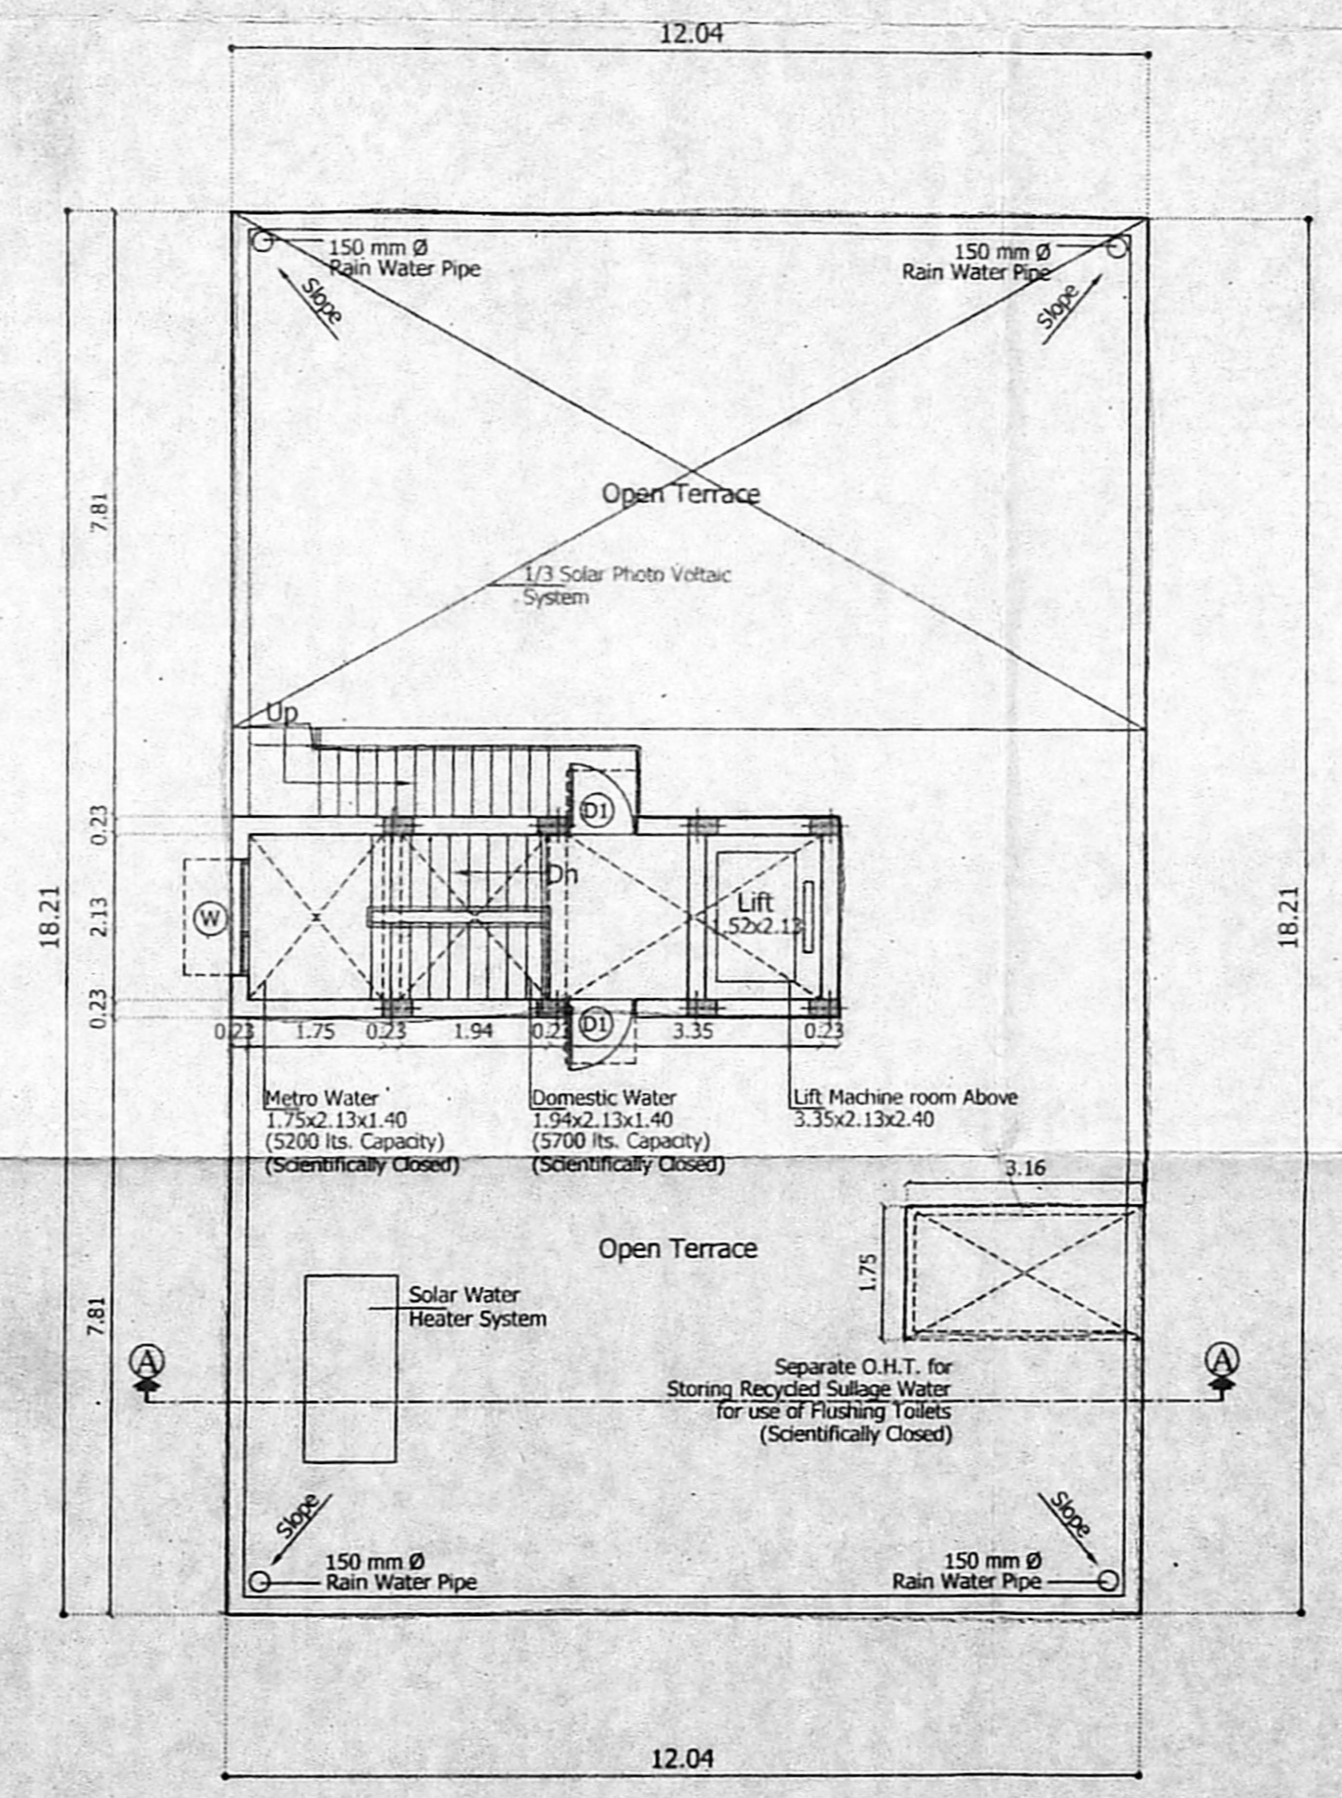 12.04
150 mm Ø
Rain Water Pipe
150 mm Ø
Rain Water Pipe
Slope
Slope
7.81
Open Terrace
1/3 Solar Photo Voltaic
System
Up
D1
0.23
Dn
Lift
1.52x2.13
W
2.13
18.21
18.21
0.23
D1
0.23
1.75
0.23
1.94
0.23
3.35
0.23
Metro Water
1.75x2.13x1.40
(5200 lts. Capacity)
(Scientifically Closed)
Domestic Water
1.94x2.13x1.40
(5700 lts. Capacity)
(Scientifically Closed)
Lift Machine room Above
3.35x2.13x2.40
3.16
1.75
Open Terrace
Solar Water
Heater System
7.81
A
A
Separate O.H.T. for
Storing Recycled Sullage Water
for use of Flushing Toilets
(Scientifically Closed)
Slope
Slope
150 mm Ø
Rain Water Pipe
150 mm Ø
Rain Water Pipe
12.04